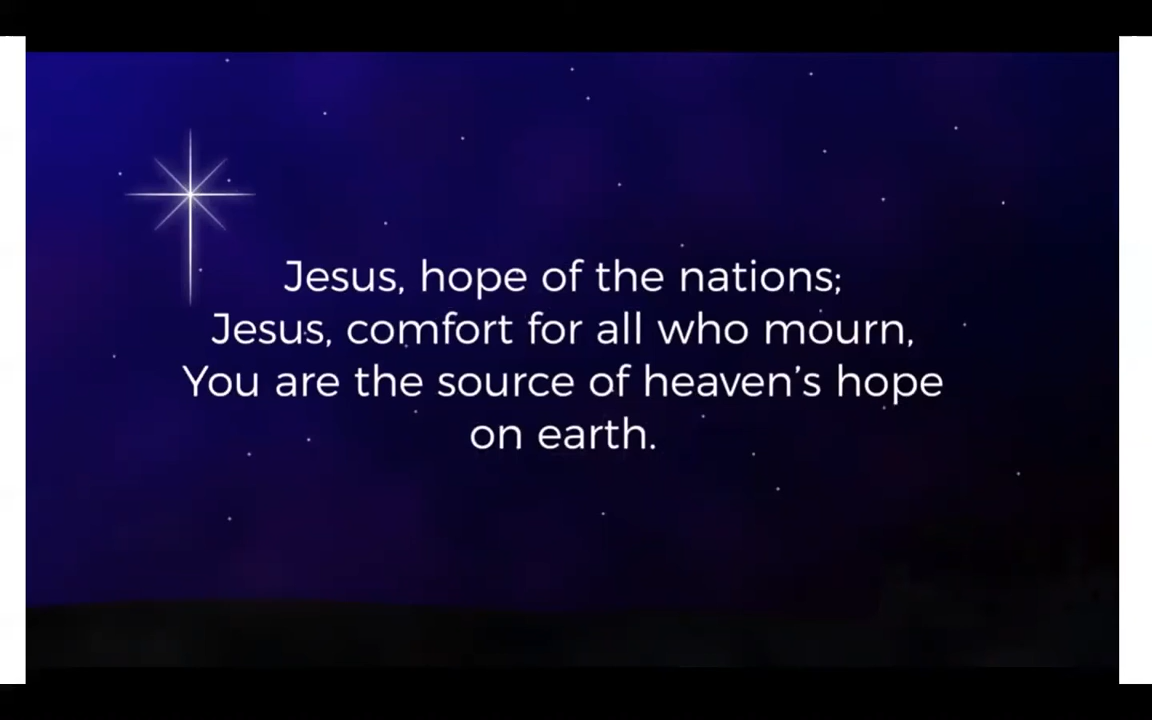 Jesus, hope of the nations;
Jesus, comfort for all who mourn,
You are the source of heaven’s hope
on earth.